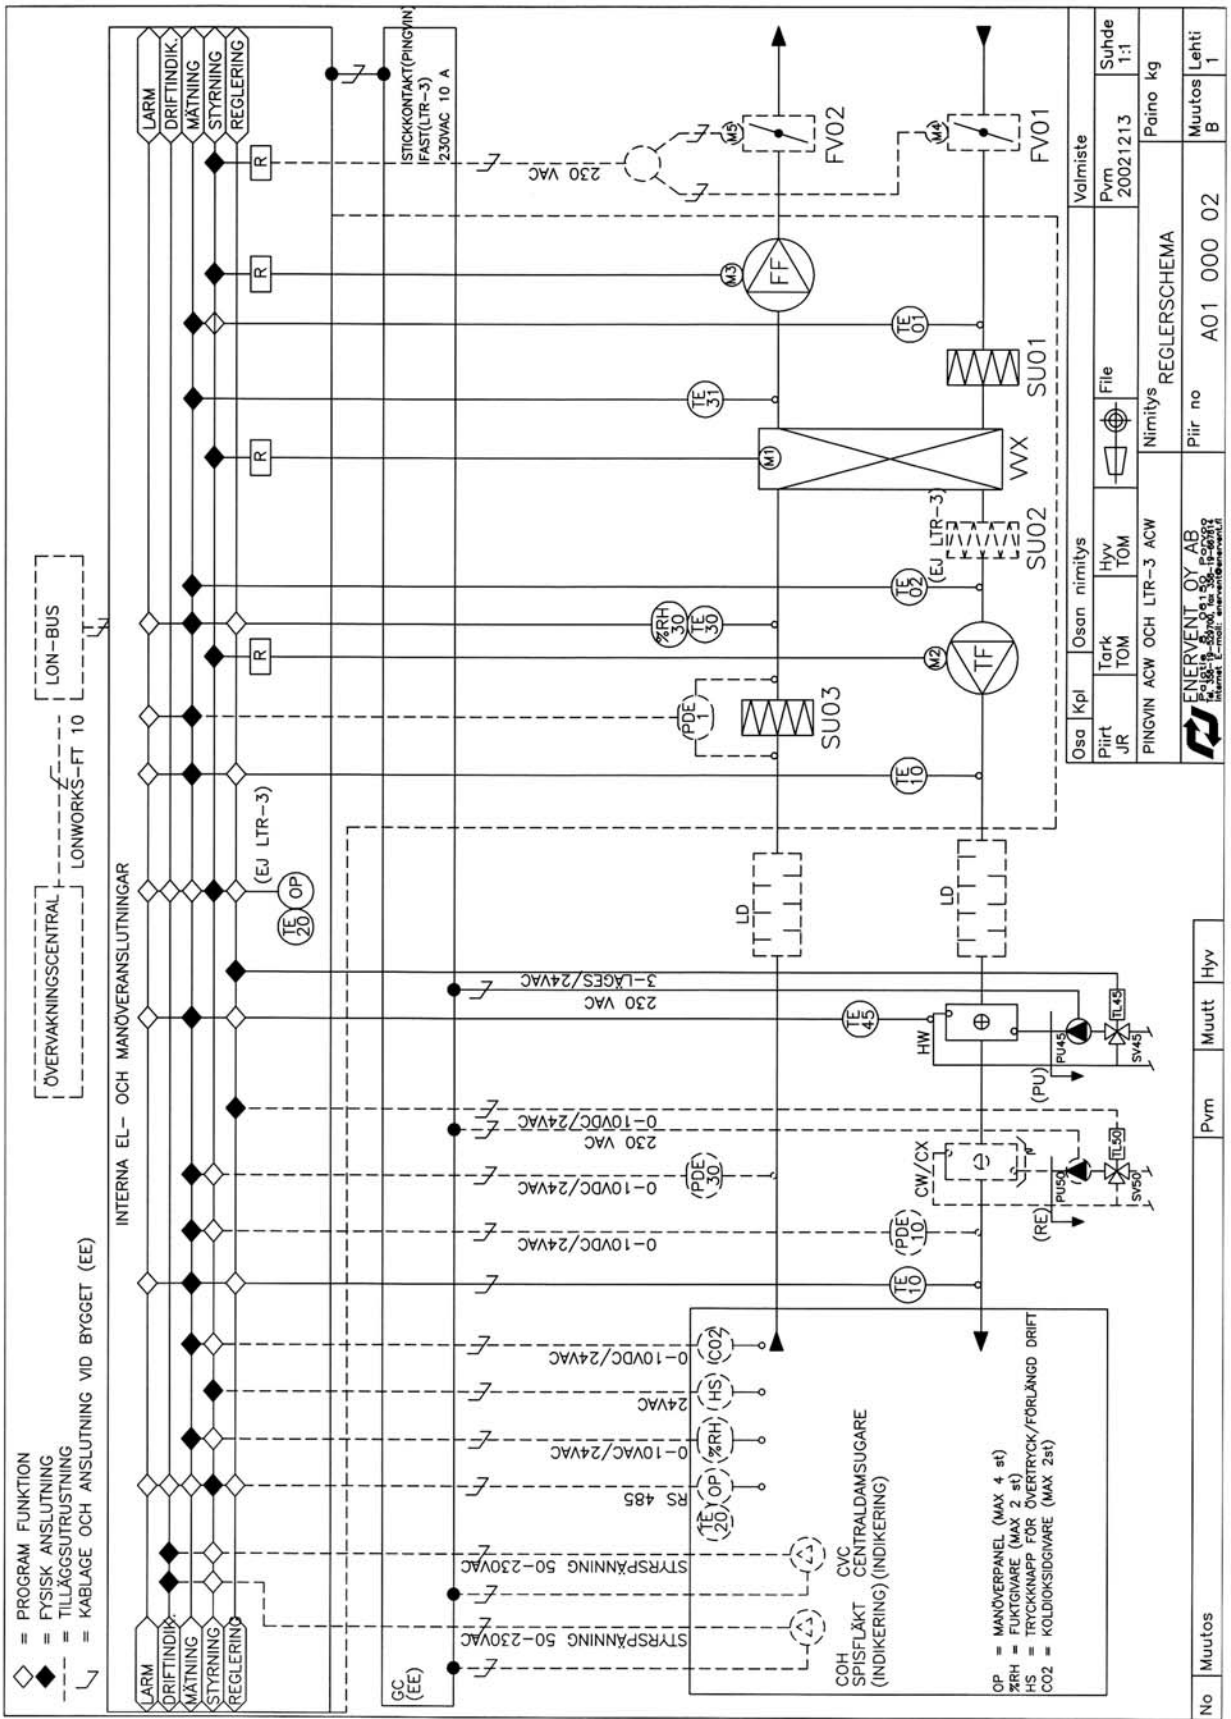 ◇ = PROGRAM FUNKTION
◆ = FYSISK ANSLUTNING
--- = TILLÄGGSUTRUSTNING
= KABLAGE OCH ANSLUTNING VID BYGGET (EE)
ÖVERVAKNINGSCENTRAL
LONWORKS-FT 10
LON-BUS
INTERNA EL- OCH MANÖVERANSLUTNINGAR
LARM
DRIFTINDIK.
MÄTNING
STYRNING
REGLERING
LARM
DRIFTINDIK.
MÄTNING
STYRNING
REGLERING
(EJ LTR-3)
TE 20
OP
R
R
R
R
GC
(EE)
ISTICKKONTAKT(PINGVIN)
FAST(LTR-3)
230VAC 10 A
STYRSPÄNNING 50-230VAC
STYRSPÄNNING 50-230VAC
RS 485
0-10VAC/24VAC
24VAC
0-10VDC/24VAC
0-10VDC/24VAC
0-10VDC/24VAC
230 VAC
0-10VDC/24VAC
230 VAC
3-LÄGES/24VAC
230 VAC
TE 20
OP
%RH
HS
CO2
TE 10
PDE 10
PDE 30
TE 45
LD
LD
TE 10
PDE 1
SU03
%RH 30
TE 30
TE 02
(EJ LTR-3)
SU02
M2
TF
M1
VVX
TE 31
TE 01
SU01
M3
FF
M5
FV02
M4
FV01
CW/CX
PU50
TL50
SV50
(RE)
HW
PU45
TL45
SV45
(PU)
COH
SPISFLÄKT
(INDIKERING)
CVC
CENTRALDAMSUGARE
(INDIKERING)
OP = MANÖVERPANEL (MAX 4 st)
%RH = FUKTGIVARE (MAX 2 st)
HS = TRYCKKNAPP FÖR ÖVERTRYCK/FÖRLÄNGD DRIFT
CO2 = KOLDIOKSIDGIVARE (MAX 2st)
No Muutos Pvm Muutt Hyv
Osa Kpl Osan nimitys Valmiste
Piirt JR
Tark TOM
Hyv TOM
File
Pvm 20021213
Suhde 1:1
PINGVIN ACW OCH LTR-3 ACW
Nimitys
REGLERSCHEMA
Paino kg
ENERVENT OY AB
Piir no A01 000 02
Muutos B
Lehti 1